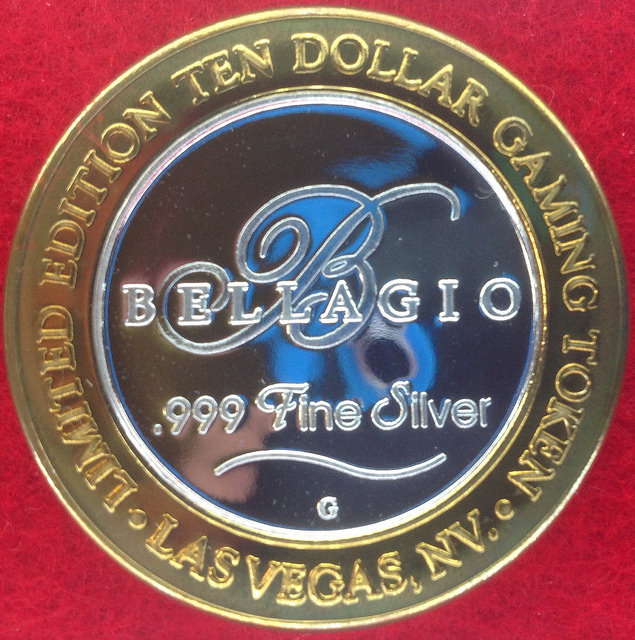 LIMITED EDITION TEN DOLLAR GAMING TOKEN
B
BELLAGIO
.999 Fine Silver
G
• LAS VEGAS, NV. •